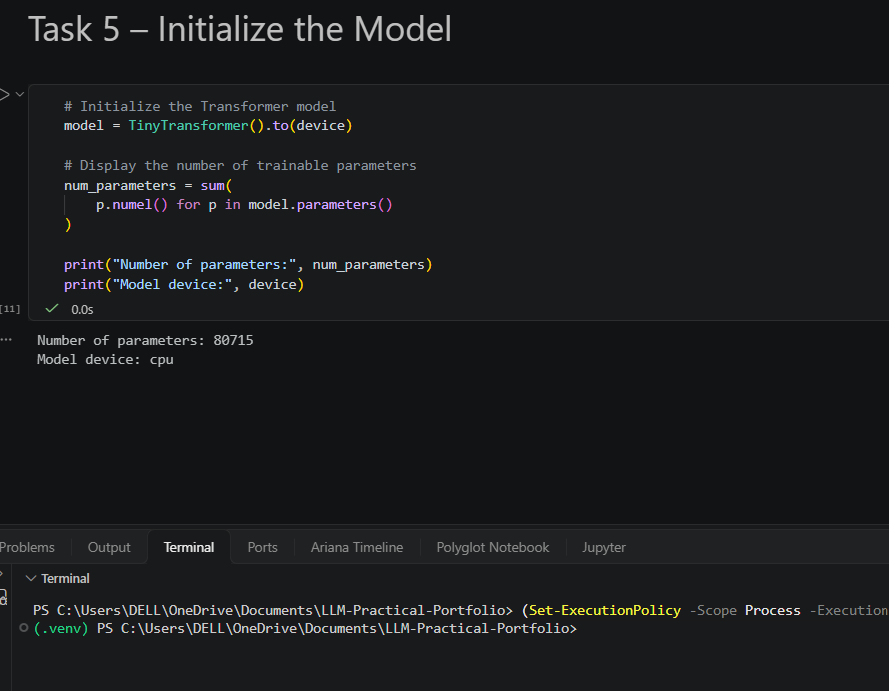 Task 5 – Initialize the Model
# Initialize the Transformer model
model = TinyTransformer().to(device)
# Display the number of trainable parameters
num_parameters = sum(
    p.numel() for p in model.parameters()
)
print("Number of parameters:", num_parameters)
print("Model device:", device)
[11]
0.0s
Number of parameters: 80715
Model device: cpu
Problems Output Terminal Ports Ariana Timeline Polyglot Notebook Jupyter
Terminal
PS C:\Users\DELL\OneDrive\Documents\LLM-Practical-Portfolio> (Set-ExecutionPolicy -Scope Process -Execution
(.venv) PS C:\Users\DELL\OneDrive\Documents\LLM-Practical-Portfolio>